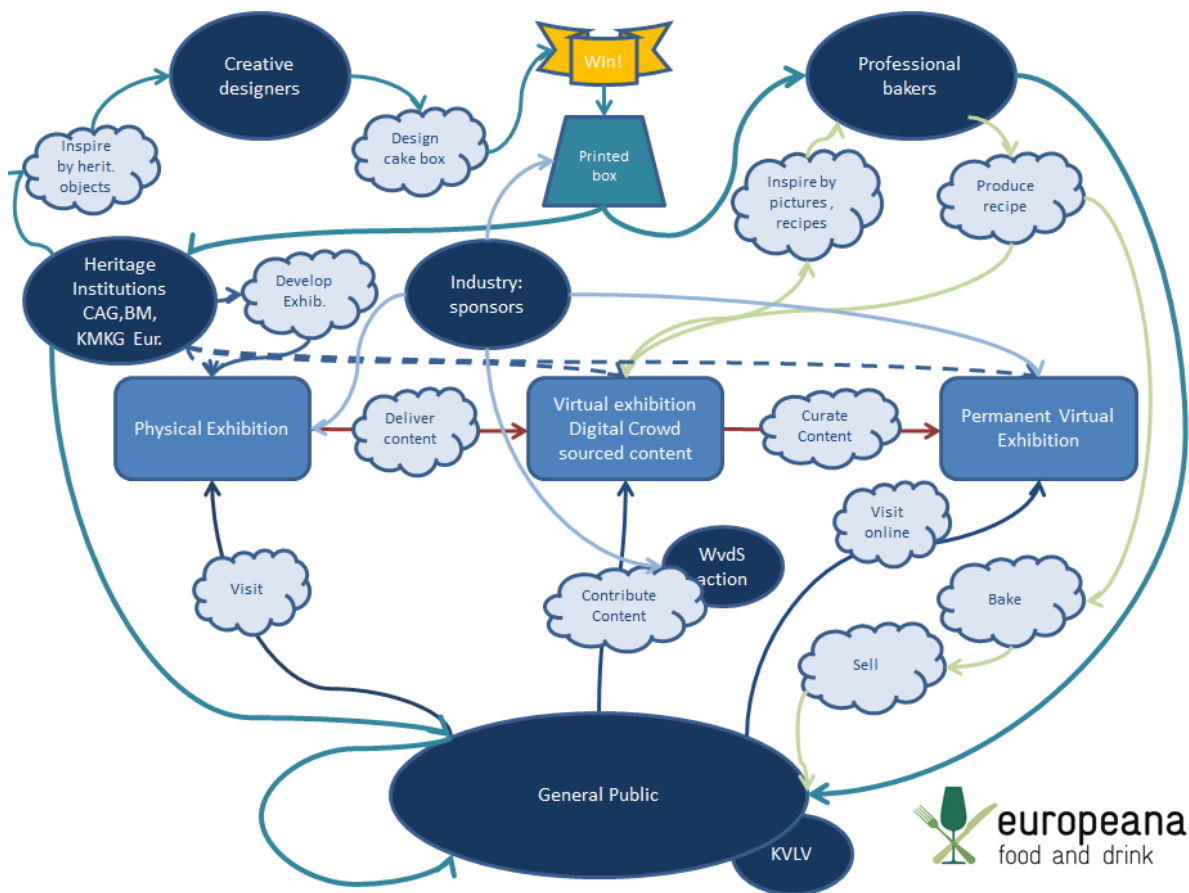 Creative
designers
Win!
Professional
bakers
Inspire
by herit.
objects
Design
cake box
Printed
box
Inspire by
pictures ,
recipes
Produce
recipe
Heritage
Institutions
CAG,BM,
KMKG Eur.
Develop
Exhib.
Industry:
sponsors
Physical Exhibition
Deliver
content
Virtual exhibition
Digital Crowd
sourced content
Curate
Content
Permanent Virtual
Exhibition
Visit
online
WvdS
action
Visit
Contribute
Content
Bake
Sell
General Public
KVLV
europeana
food and drink